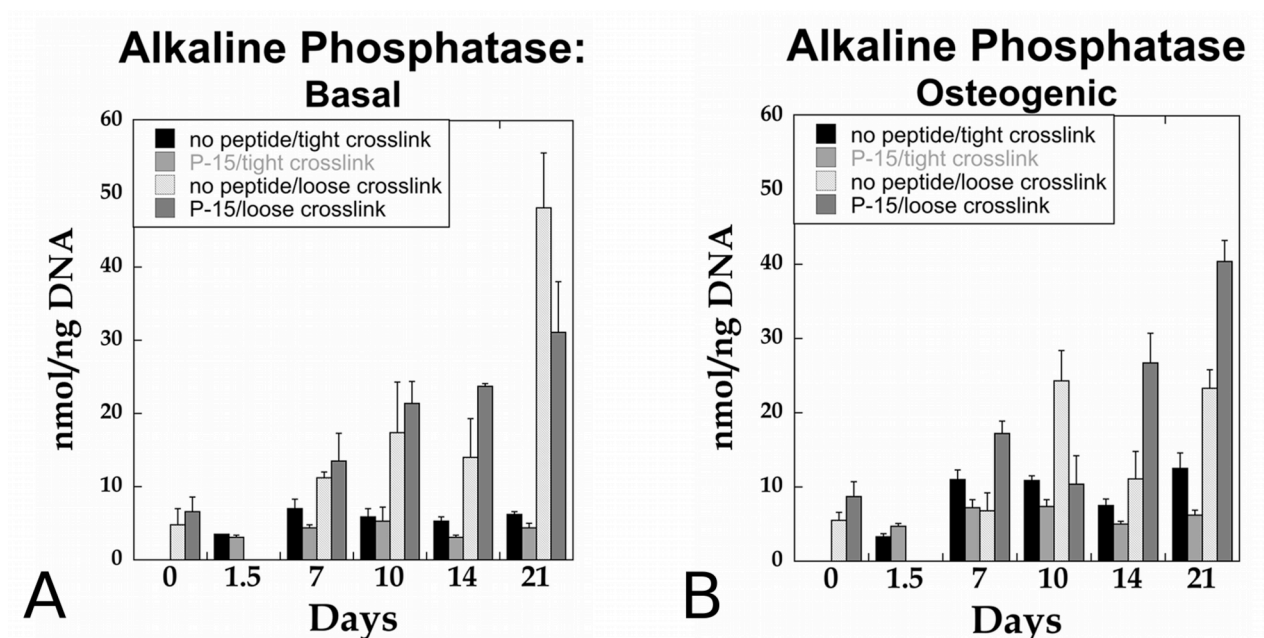 Alkaline Phosphatase:
Basal
60
50
40
30
20
10
0
nmol/ng DNA
no peptide/tight crosslink
P-15/tight crosslink
no peptide/loose crosslink
P-15/loose crosslink
0 1.5 7 10 14 21
Days
A
Alkaline Phosphatase
Osteogenic
60
50
40
30
20
10
0
nmol/ng DNA
no peptide/tight crosslink
P-15/tight crosslink
no peptide/loose crosslink
P-15/loose crosslink
0 1.5 7 10 14 21
Days
B